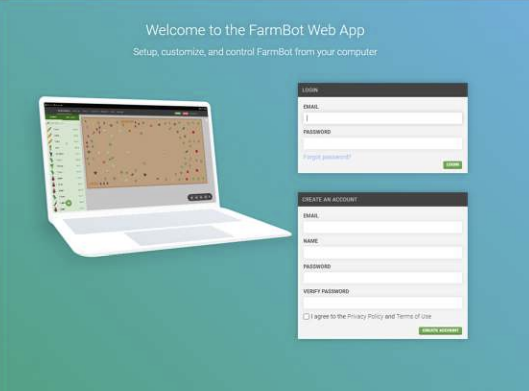 Welcome to the FarmBot Web App
Setup, customize, and control FarmBot from your computer
LOGIN
EMAIL
PASSWORD
Forgot password?
LOGIN
CREATE AN ACCOUNT
EMAIL
NAME
PASSWORD
VERIFY PASSWORD
I agree to the Privacy Policy and Terms of Use
CREATE ACCOUNT